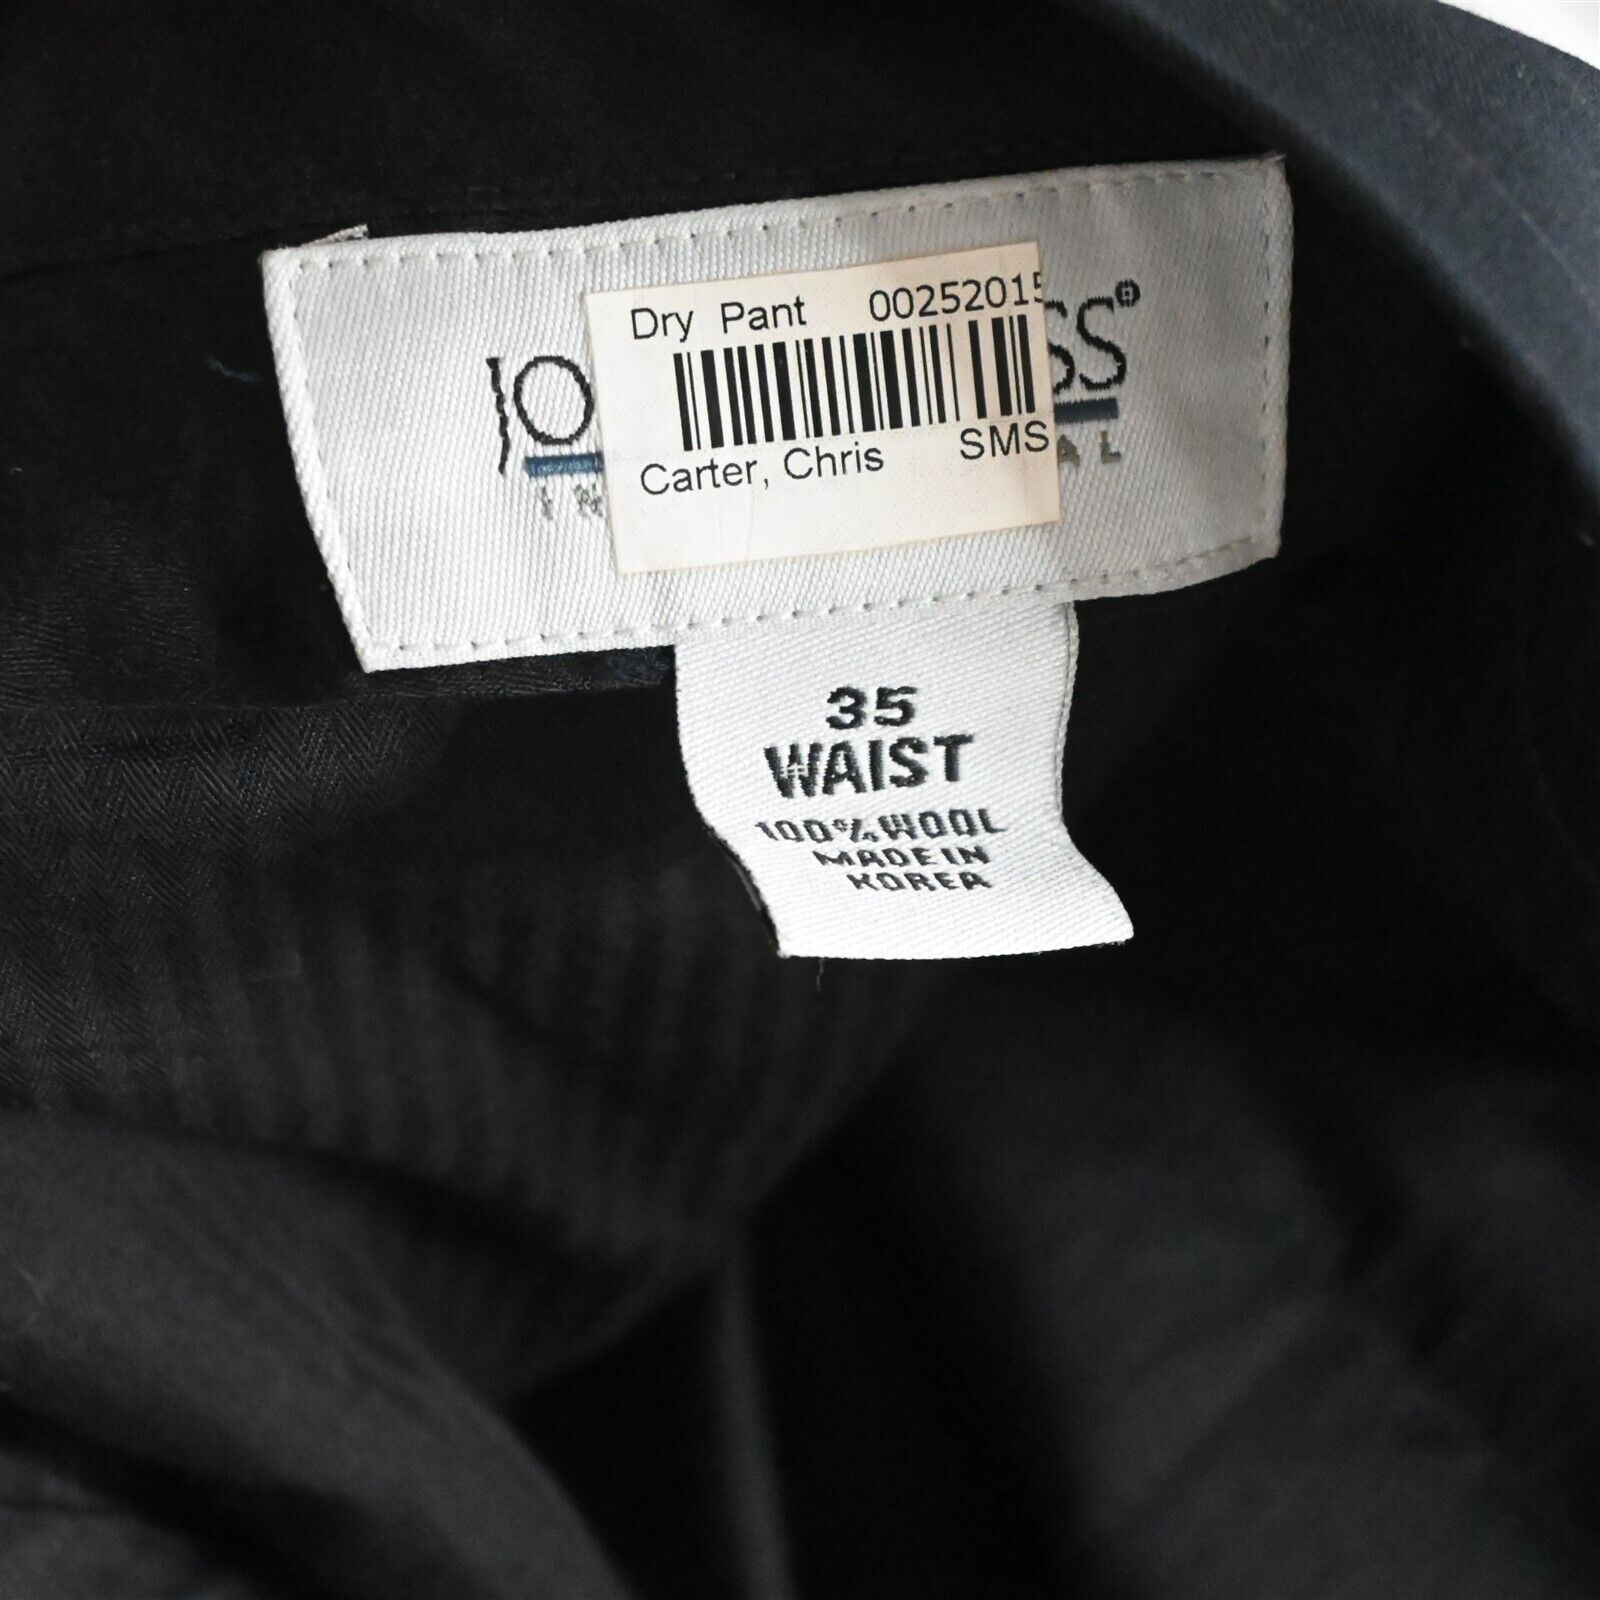 Dry Pant 00252015
Carter, Chris SMS
35
WAIST
100% WOOL
MADE IN
KOREA